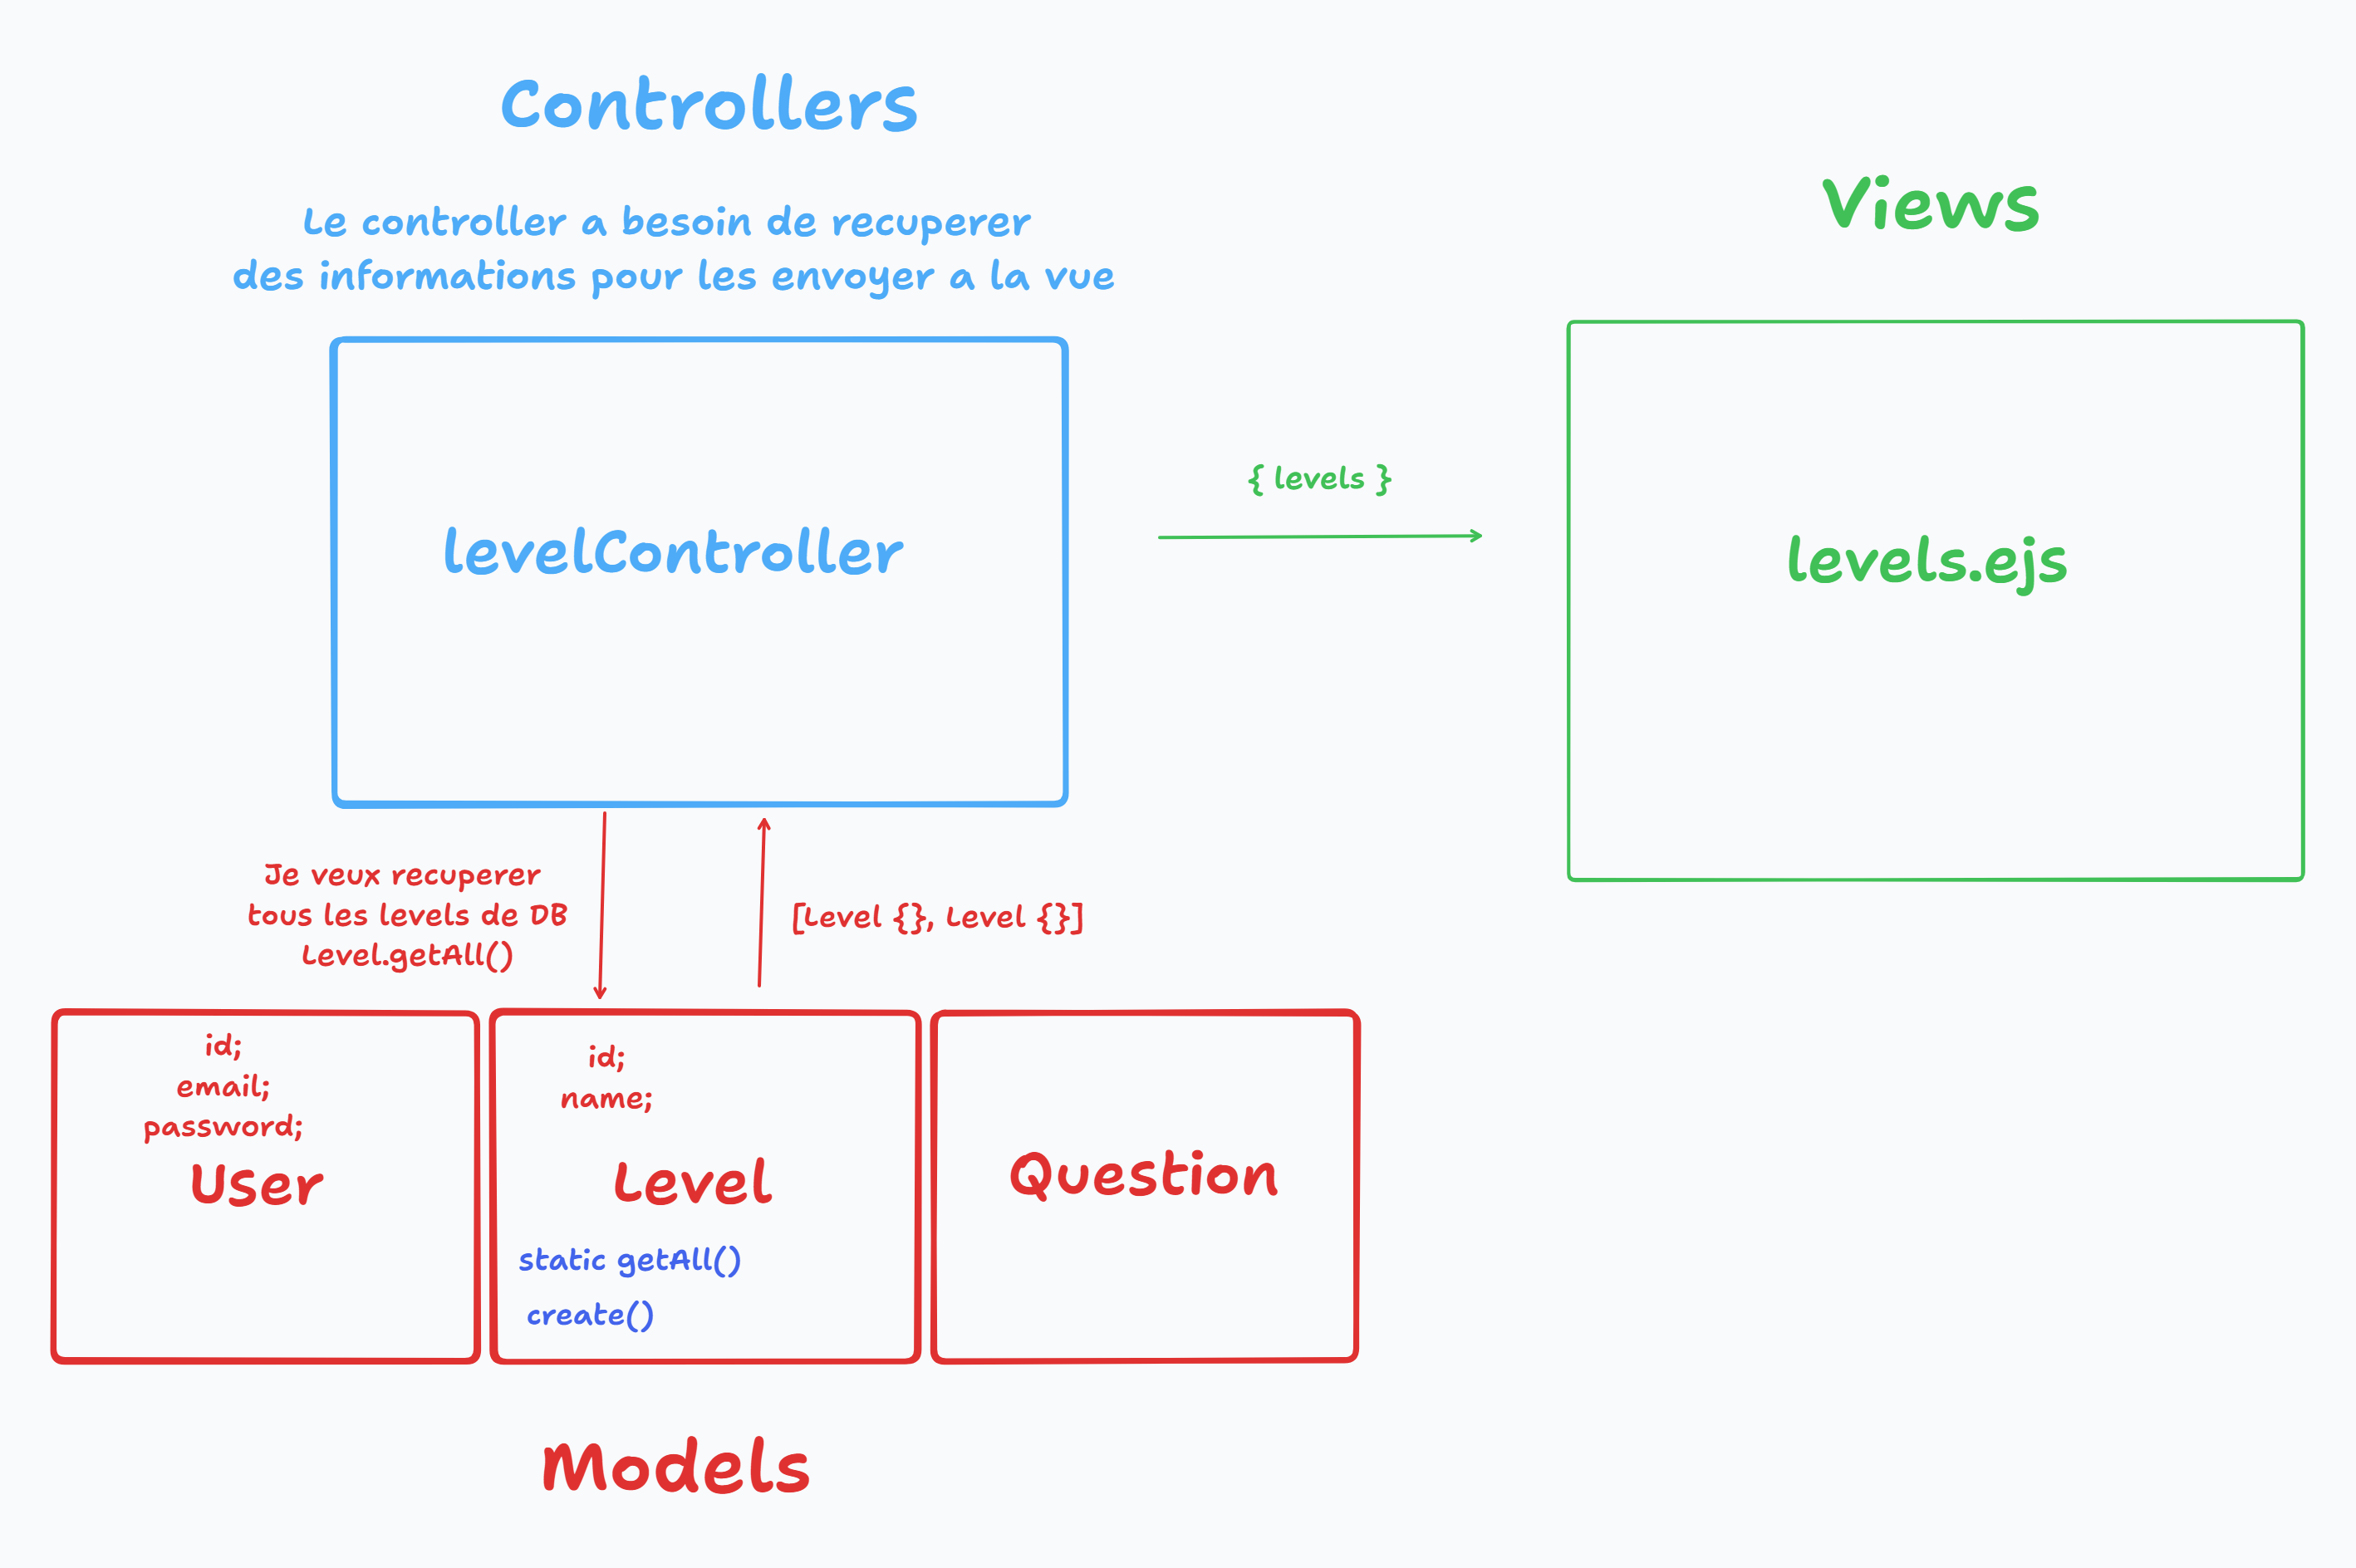 Controllers
Le controller a besoin de recuperer
des informations pour les envoyer a la vue
Views
levelController
{ levels }
levels.ejs
Je veux recuperer
tous les levels de DB
Level.getAll()
[Level {}, Level {}]
id;
email;
password;
User
id;
name;
Level
static getAll()
create()
Question
Models